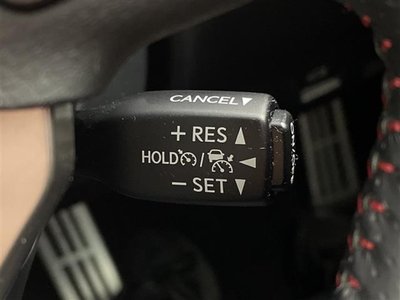 CANCEL▼
+ RES ▲
HOLD / ◀
− SET ▼